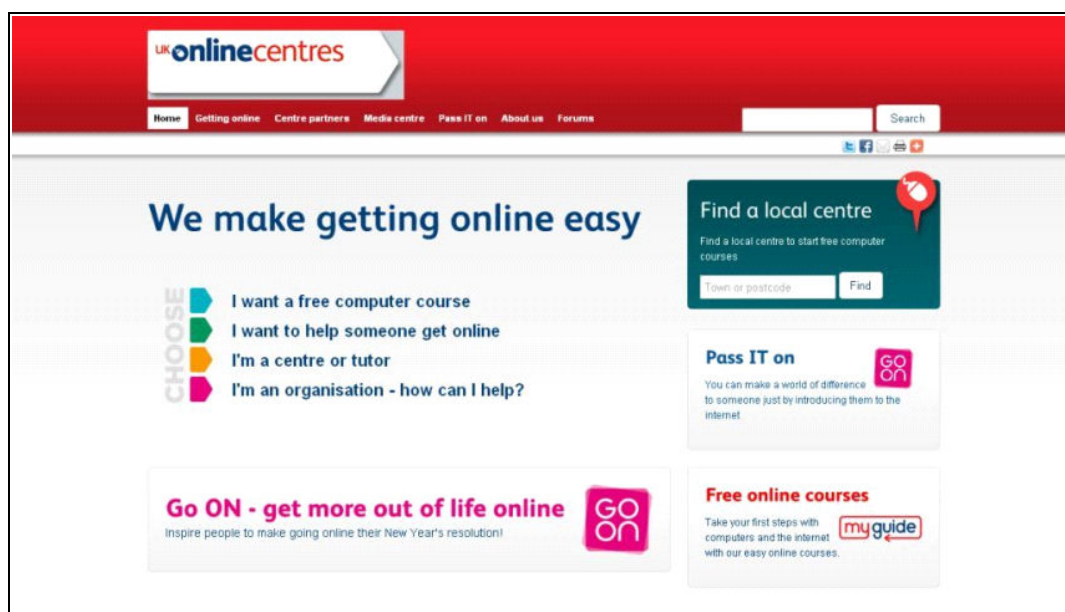 UK onlinecentres
Home Getting online Centre partners Media centre Pass IT on About us Forums
Search
We make getting online easy
CHOOSE
I want a free computer course
I want to help someone get online
I'm a centre or tutor
I'm an organisation - how can I help?
Find a local centre
Find a local centre to start free computer
courses
Town or postcode
Find
Pass IT on
GO
ON
You can make a world of difference
to someone just by introducing them to the
internet
Go ON - get more out of life online
Inspire people to make going online their New Year's resolution!
GO
ON
Free online courses
Take your first steps with
computers and the internet
with our easy online courses.
myguide